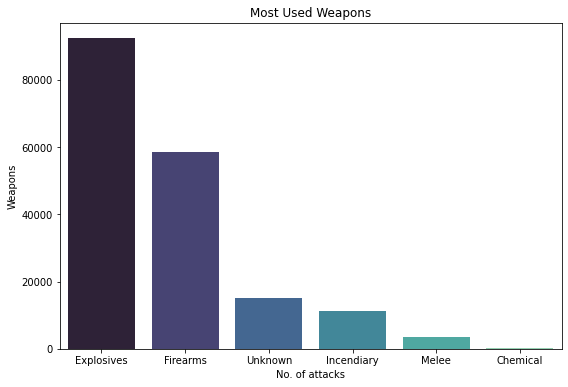 Most Used Weapons
Weapons
80000
60000
40000
20000
0
Explosives Firearms Unknown Incendiary Melee Chemical
No. of attacks